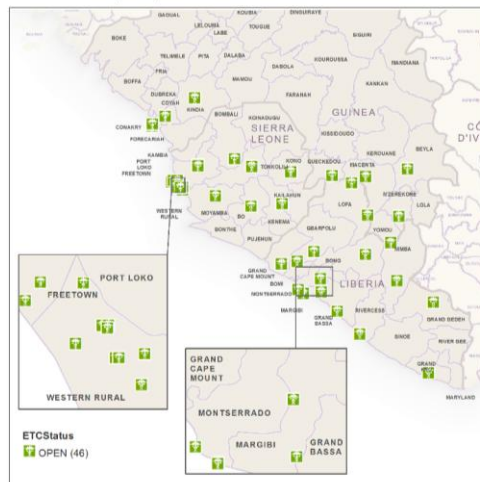 GAOUAL
KOUBIA
DINGUIRAYE
LELOUMA
TOUGUE
SIGUIRI
BOKE
LABE
TELIMELE
PITA
DALABA
KOUROUSSA
MANDIANA
FRIA
DABOLA
BOFFA
MAMOU
KANKAN
DUBREKA
FARANAH
COYAH
KINDIA
GUINEA
CONAKRY
BOMBALI
KOINADUGU
FORECARIAH
SIERRA
LEONE
KISSIDOUGOU
CÔ
D'IV
KAMBIA
KEROUANE
BEYLA
PORT
LOKO
KONO
GUECKEDOU
MACENTA
FREETOWN
TONKOLILI
NZEREKORE
KAILAHUN
LOLA
WESTERN
RURAL
MOYAMBA
BO
LOFA
KENEMA
YOMOU
BONTHE
GBARPOLU
PUJEHUN
NIMBA
GRAND
CAPE MOUNT
BONG
BOMI
LIBERIA
MONTSERRADO
MARGIBI
GRAND
BASSA
RIVERCESS
GRAND GEDEH
SINOE
RIVER GEE
GRAND
MARYLAND
PORT LOKO
FREETOWN
WESTERN RURAL
GRAND
CAPE
MOUNT
MONTSERRADO
MARGIBI
GRAND
BASSA
ETCStatus
OPEN (46)